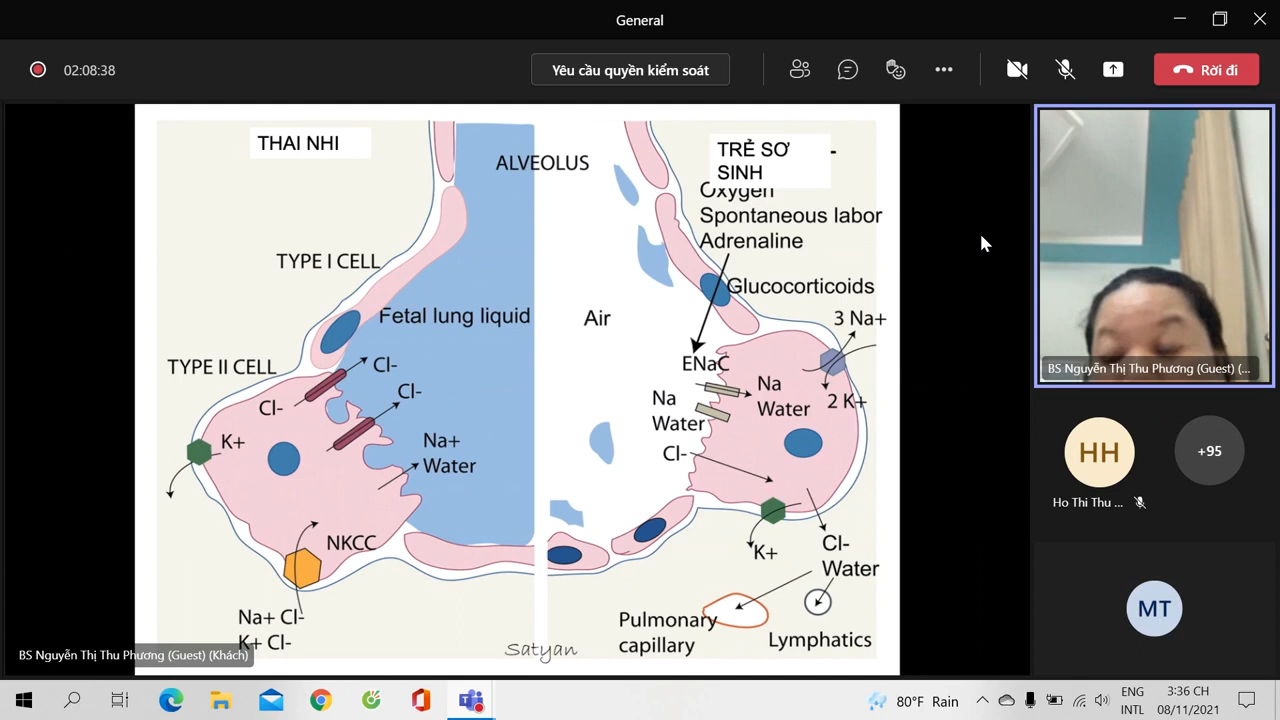 General
02:08:38
Yêu cầu quyền kiểm soát
Rời đi
THAI NHI
ALVEOLUS
TRẺ SƠ -
SINH
Oxygen
Spontaneous labor
Adrenaline
TYPE I CELL
Glucocorticoids
Fetal lung liquid
Air
3 Na+
TYPE II CELL
Cl-
ENaC
Cl-
Cl-
Na
Water
Na
Water
2 K+
K+
Na+
Water
Cl-
NKCC
K+
Cl-
Water
Na+ Cl-
K+ Cl-
Pulmonary
capillary
Lymphatics
Satyan
BS Nguyễn Thị Thu Phương (Guest) (Khách)
BS Nguyễn Thị Thu Phương (Guest) (...
HH
+95
Ho Thi Thu ...
MT
80°F Rain
ENG
INTL
3:36 CH
08/11/2021